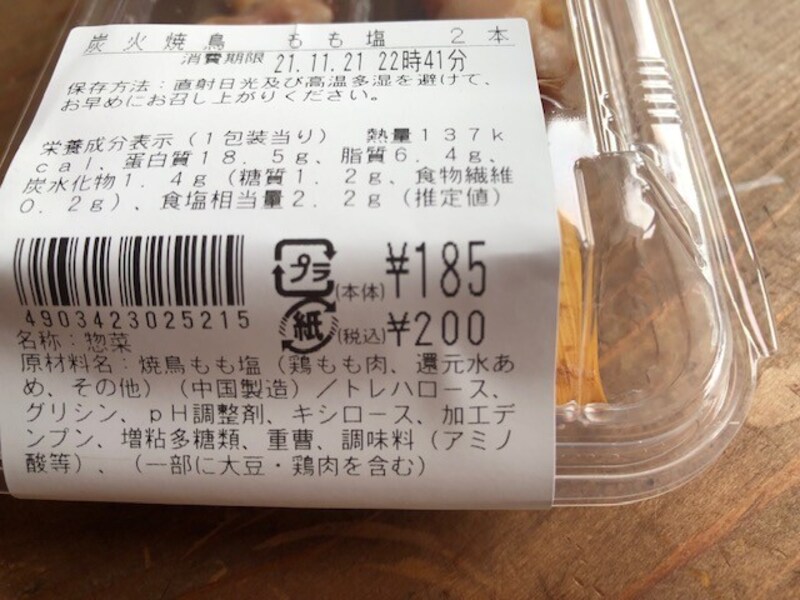 炭火焼鳥　もも塩　２本
消費期限 21.11.21 22時41分
保存方法：直射日光及び高温多湿を避けて、
お早めにお召し上がりください。
栄養成分表示（１包装当り）　熱量１３７ｋ
ｃａｌ、蛋白質１８．５ｇ、脂質６．４ｇ、
炭水化物１．４ｇ（糖質１．２ｇ、食物繊維
０．２ｇ）、食塩相当量２．２ｇ（推定値）
プラ
(本体) ¥185
紙
(税込) ¥200
4903423025215
名称：惣菜
原材料名：焼鳥もも塩（鶏もも肉、還元水あ
め、その他）（中国製造）／トレハロース、
グリシン、ｐＨ調整剤、キシロース、加工デ
ンプン、増粘多糖類、重曹、調味料（アミノ
酸等）、（一部に大豆・鶏肉を含む）